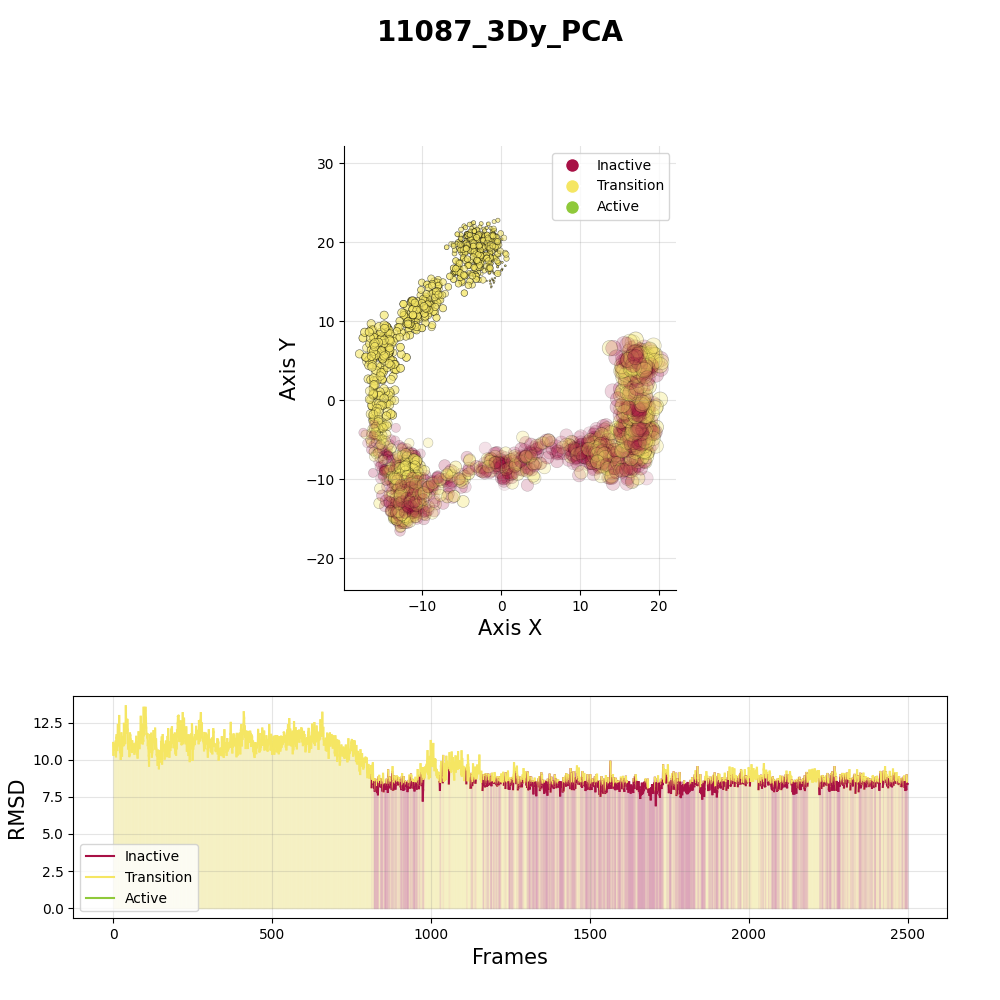 11087_3Dy_PCA
Inactive
Transition
Active
30
20
10
0
−10
−20
Axis Y
−10 0 10 20
Axis X
12.5
10.0
7.5
5.0
2.5
0.0
RMSD
Inactive
Transition
Active
0 500 1000 1500 2000 2500
Frames